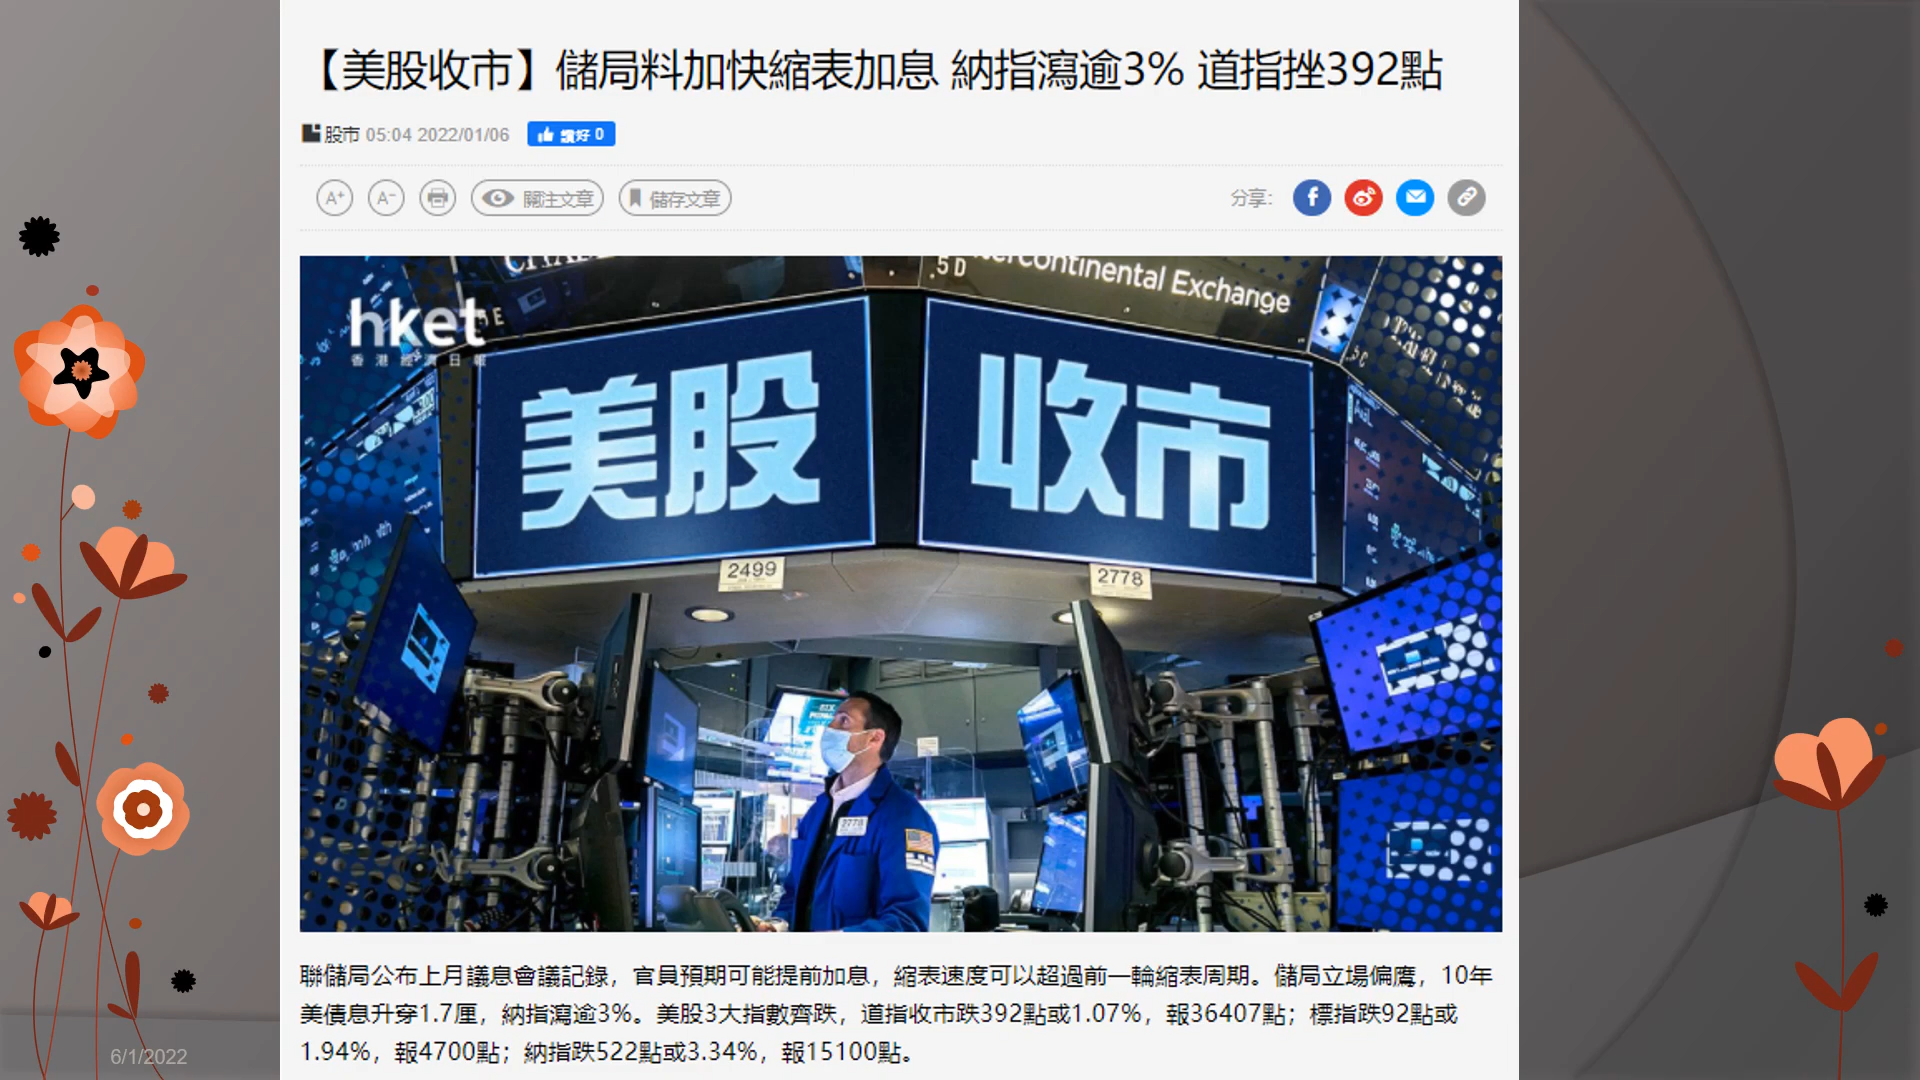 【美股收市】儲局料加快縮表加息 納指瀉逾3% 道指挫392點
股市 05:04 2022/01/06 讚好 0
A+ A- 關注文章 儲存文章 分享:
.5 D
Intercontinental Exchange
hket
香港經濟日報
美股 收市
2499
2778
2778
聯儲局公布上月議息會議記錄，官員預期可能提前加息，縮表速度可以超過前一輪縮表周期。儲局立場偏鷹，10年
美債息升穿1.7厘，納指瀉逾3%。美股3大指數齊跌，道指收市跌392點或1.07%，報36407點；標指跌92點或
1.94%，報4700點；納指跌522點或3.34%，報15100點。
6/1/2022